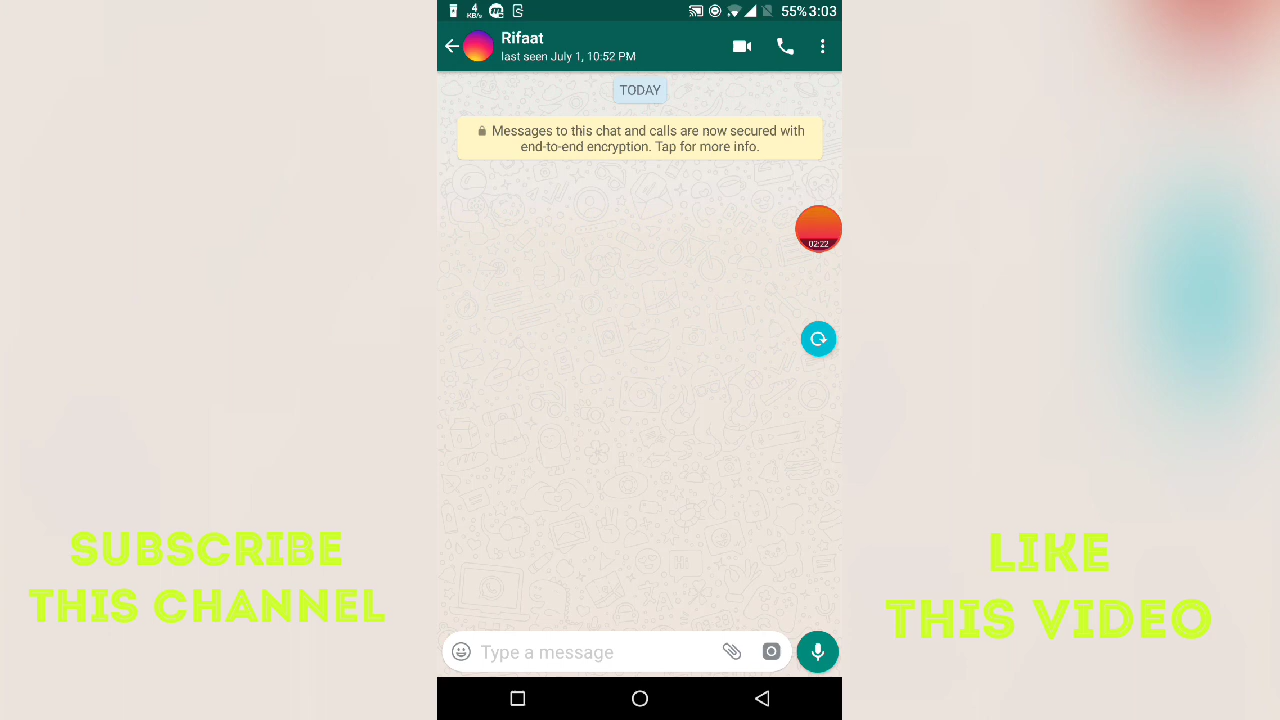 4
KB/s
55% 3:03
Rifaat
last seen July 1, 10:52 PM
TODAY
Messages to this chat and calls are now secured with
end-to-end encryption. Tap for more info.
02:22
SUBSCRIBE
THIS CHANNEL
LIKE
THIS VIDEO
Type a message